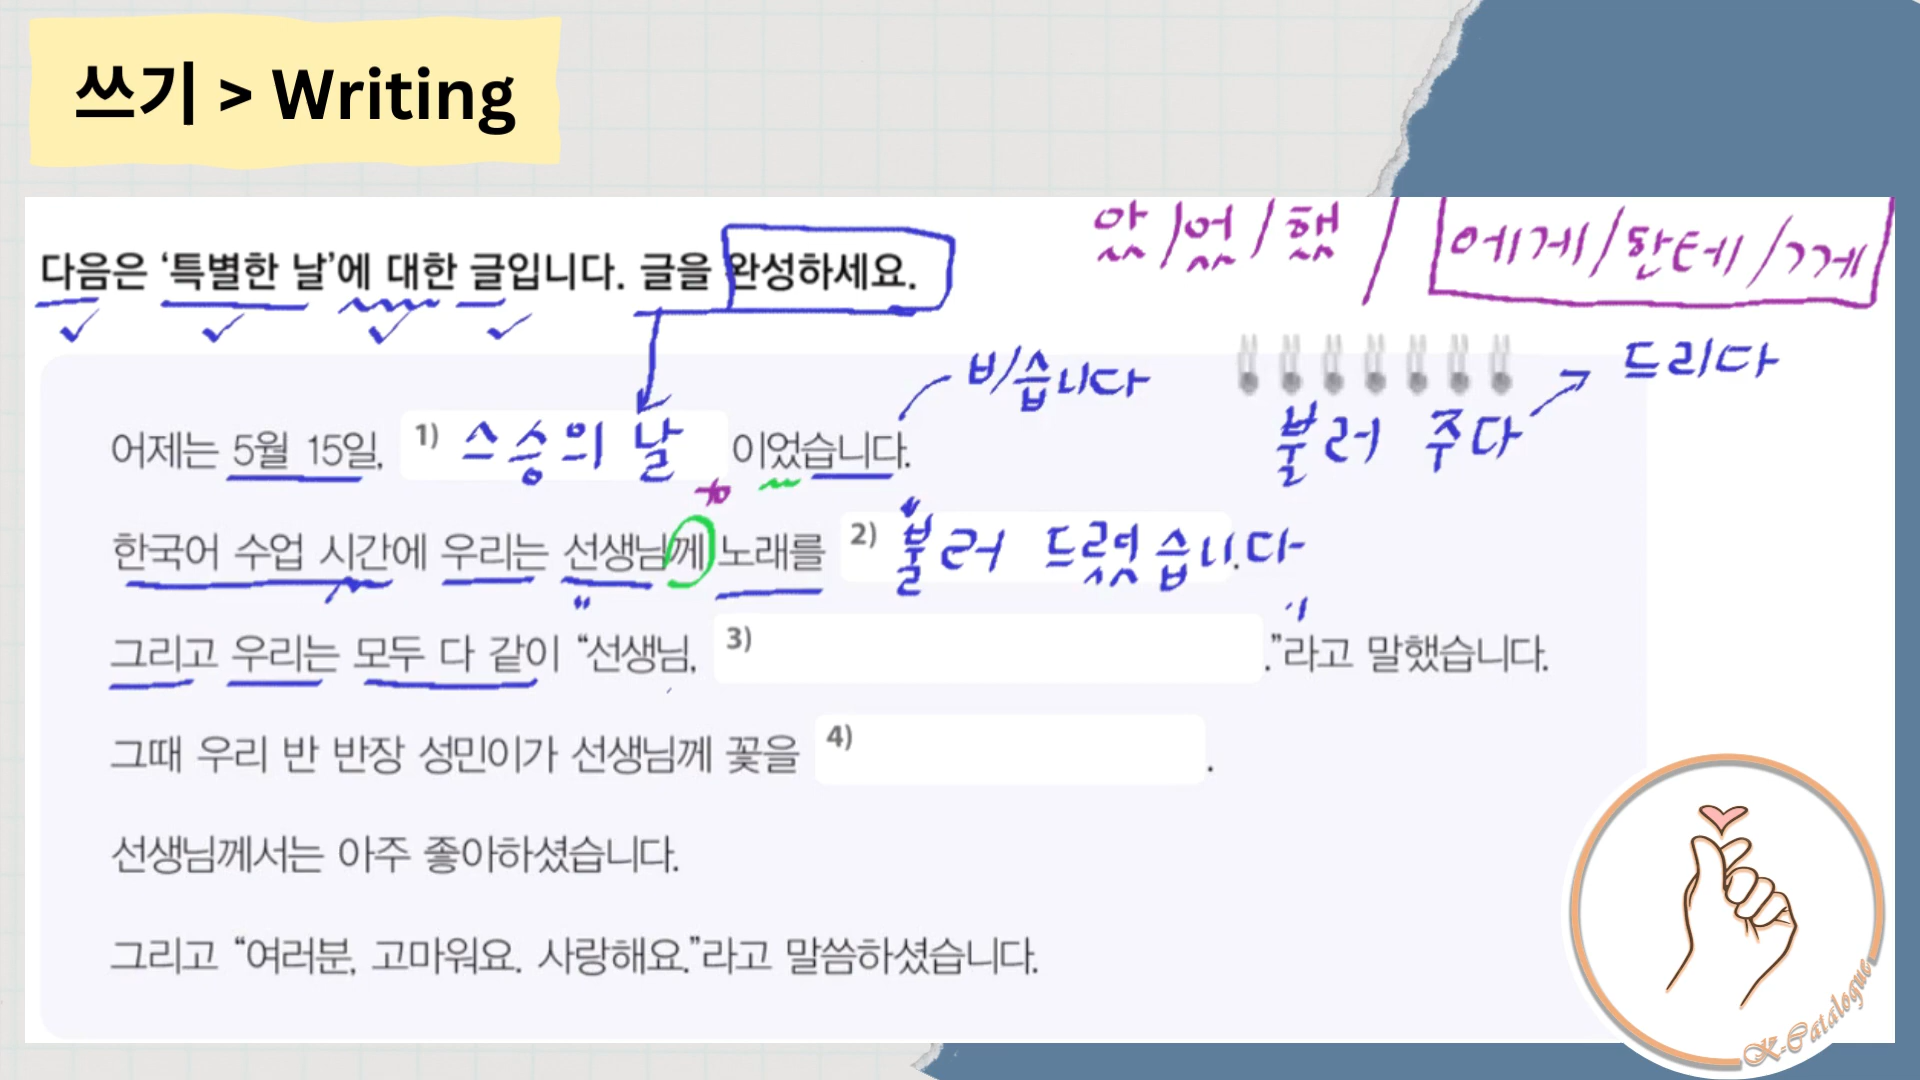 쓰기 > Writing
았/었/했/ 에게/한테/께
다음은 ‘특별한 날’에 대한 글입니다. 글을 완성하세요.
ㅂ/습니다
불러 주다
드리다
어제는 5월 15일, 1) 스승의 날 이었습니다.
한국어 수업 시간에 우리는 선생님께 노래를 2) 불러 드렸습니다.
그리고 우리는 모두 다 같이 “선생님, 3) .”라고 말했습니다.
그때 우리 반 반장 성민이가 선생님께 꽃을 4) .
선생님께서는 아주 좋아하셨습니다.
그리고 “여러분, 고마워요. 사랑해요.”라고 말씀하셨습니다.
K-Catalogue